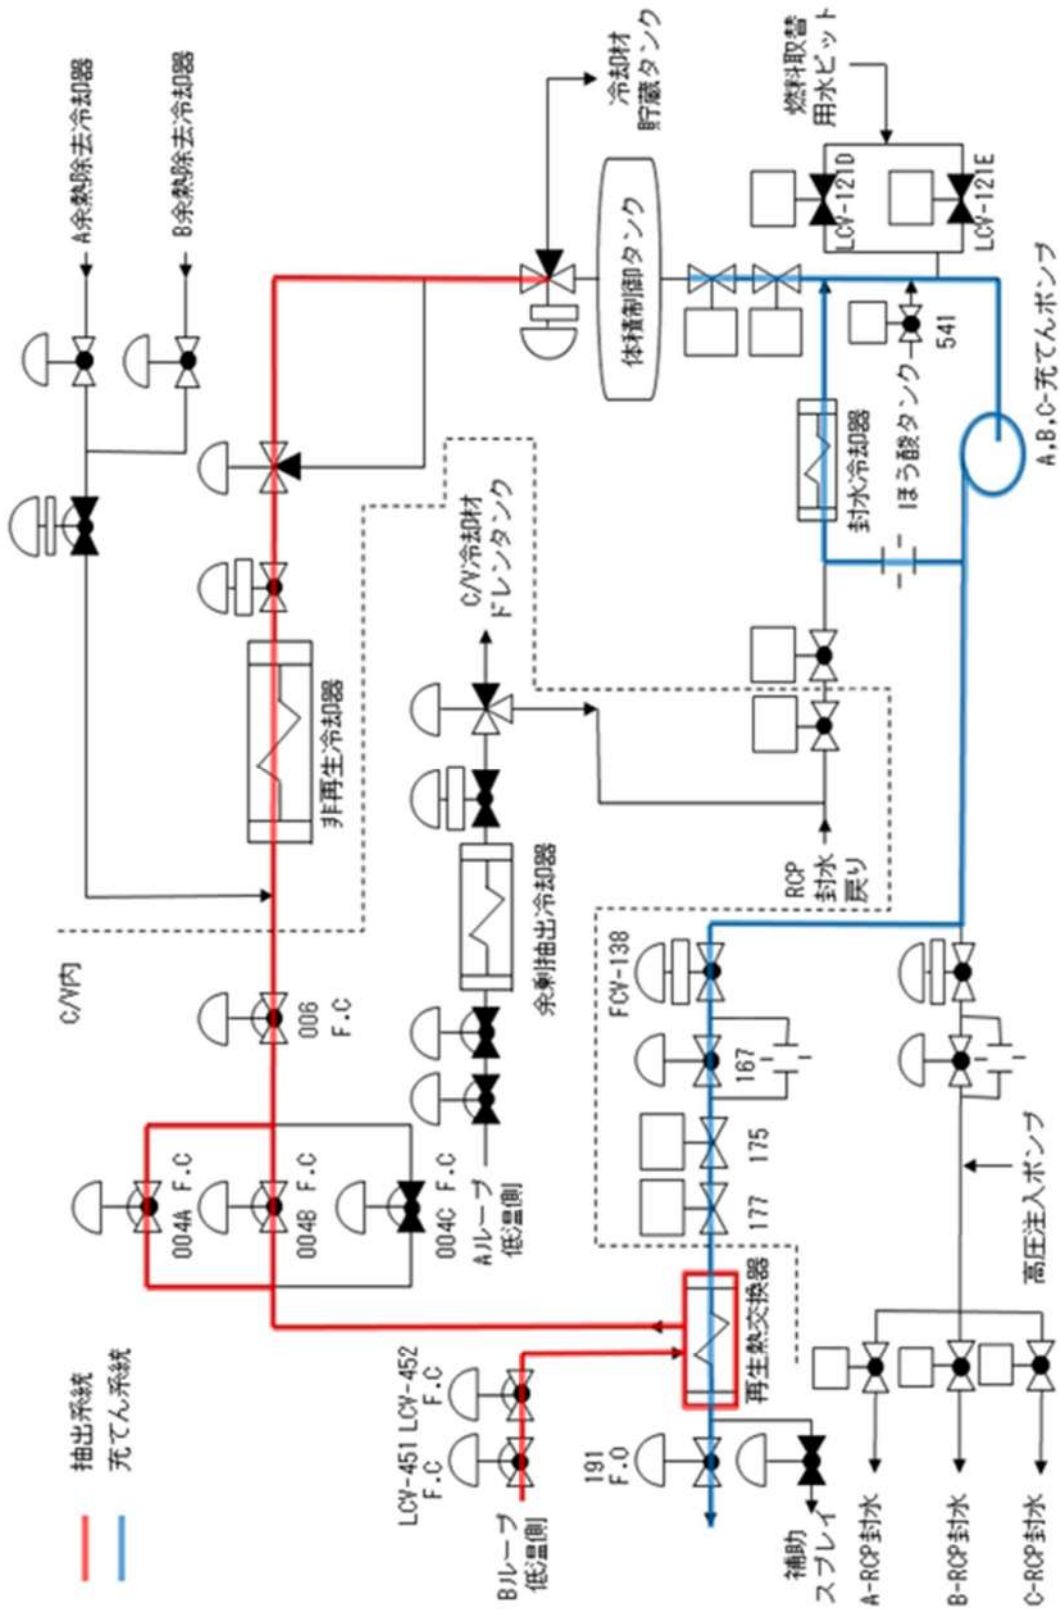 抽出系統
充てん系統
C/V内
A余熱除去冷却器
B余熱除去冷却器
004A F.C
004B F.C
004C F.C
006
F.C
非再生冷却器
LCV-451 LCV-452
F.C
F.C
Bループ
低温側
Aループ
低温側
余剰抽出冷却器
C/V冷却材
ドレンタンク
冷却材
貯蔵タンク
体積制御タンク
191
F.O
再生熱交換器
補助
スプレイ
177
175
167
FCV-138
RCP
封水
戻り
封水冷却器
ほう酸タンク
541
燃料取替
用水ピット
LCV-121D
LCV-121E
A,B,C-充てんポンプ
高圧注入ポンプ
A-RCP封水
B-RCP封水
C-RCP封水